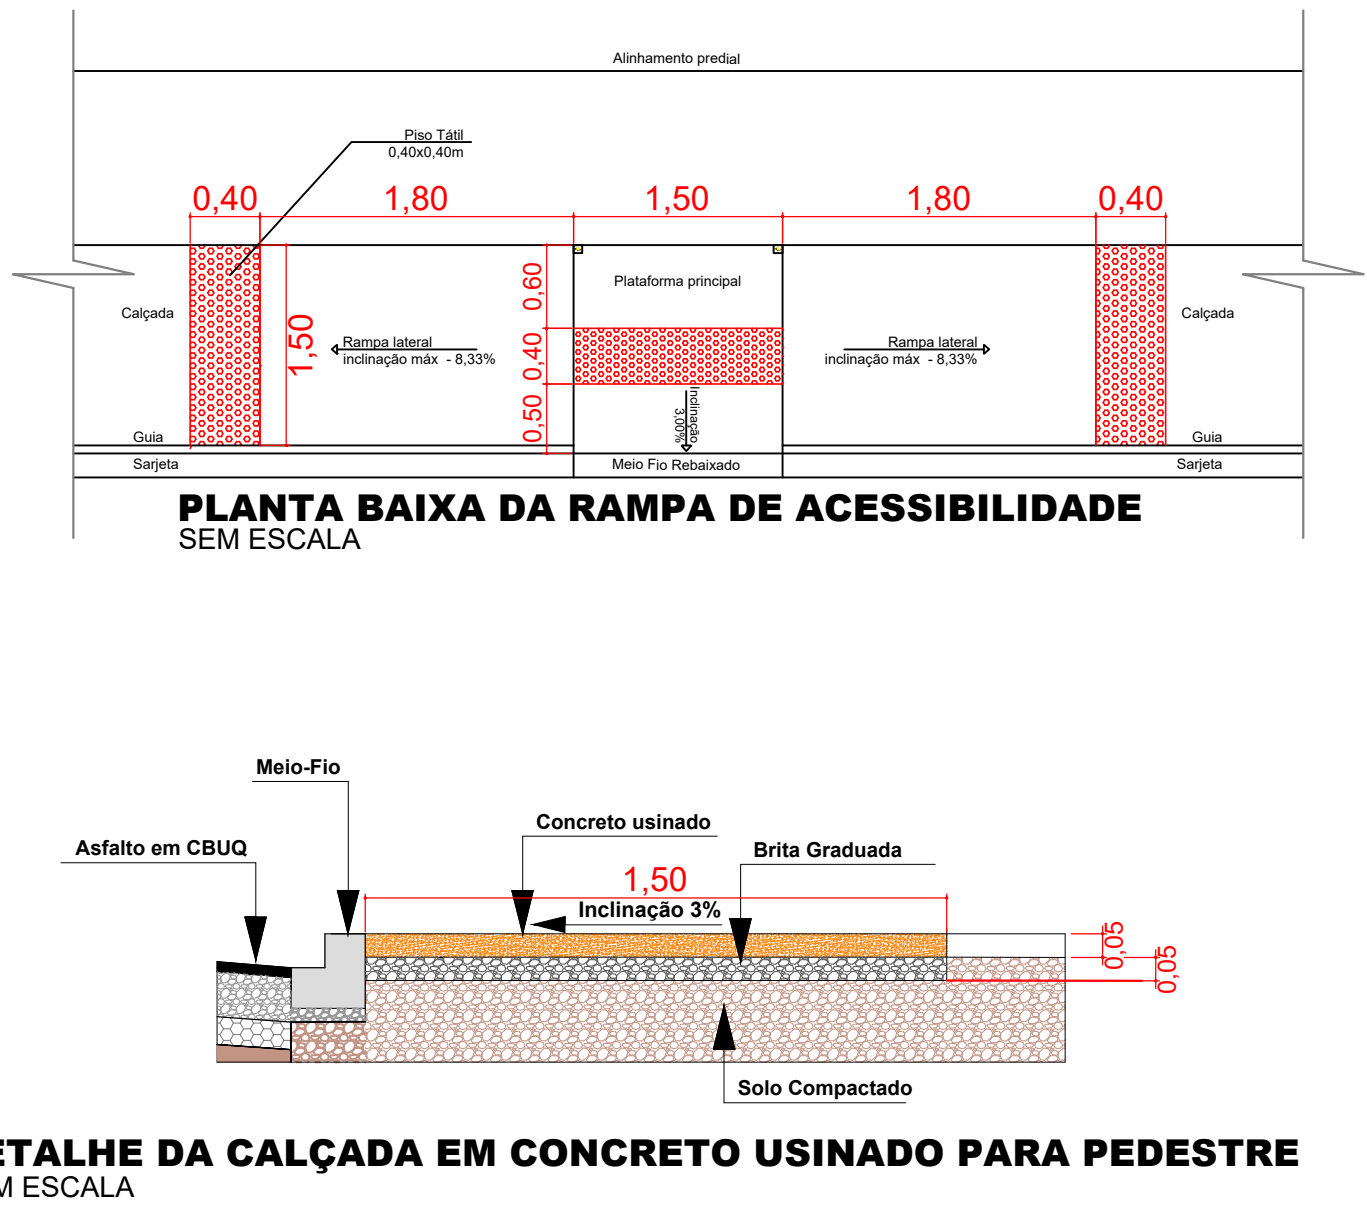 Alinhamento predial
Piso Tátil
0,40x0,40m
0,40
1,80
1,50
1,80
0,40
Plataforma principal
0,60
Calçada
Calçada
1,50
Rampa lateral
inclinação máx - 8,33%
0,40
Rampa lateral
inclinação máx - 8,33%
0,50
Inclinação
3,00%
Guia
Guia
Sarjeta
Meio Fio Rebaixado
Sarjeta
PLANTA BAIXA DA RAMPA DE ACESSIBILIDADE
SEM ESCALA
Meio-Fio
Concreto usinado
Asfalto em CBUQ
Brita Graduada
1,50
Inclinação 3%
0,05
0,05
Solo Compactado
ETALHE DA CALÇADA EM CONCRETO USINADO PARA PEDESTRE
M ESCALA